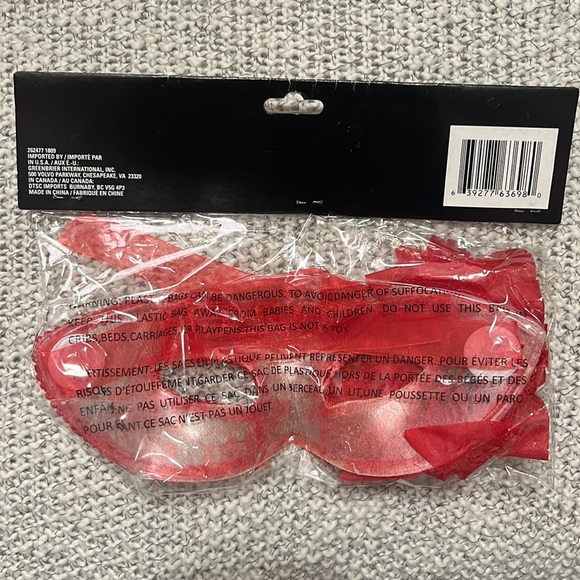 262477 1809
IMPORTED BY / IMPORTÉ PAR
IN U.S.A. / AUX É.-U.:
GREENBRIER INTERNATIONAL, INC.
500 VOLVO PARKWAY, CHESAPEAKE, VA 23320
IN CANADA / AU CANADA:
DTSC IMPORTS BURNABY, BC V5G 4P3
MADE IN CHINA / FABRIQUÉ EN CHINE
6 39277 63698 0
WARNING: PLASTIC BAGS CAN BE DANGEROUS. TO AVOID DANGER OF SUFFOCATION
KEEP THIS PLASTIC BAG AWAY FROM BABIES AND CHILDREN. DO NOT USE THIS BAG
CRIBS,BEDS,CARRIAGES OR PLAYPENS.THIS BAG IS NOT A TOY.
AVERTISSEMENT: LES SACS EN PLASTIQUE PEUVENT REPRÉSENTER UN DANGER. POUR ÉVITER LES
RISQUES D'ÉTOUFFEMENT GARDER CE SAC DE PLASTIQUE HORS DE LA PORTÉE DES BÉBÉS ET DES
ENFANTS NE PAS UTILISER CE SAC DANS UN BERCEAU, UN LIT,UNE POUSSETTE OU UN PARC
POUR ENFANT.CE SAC N'EST PAS UN JOUET.